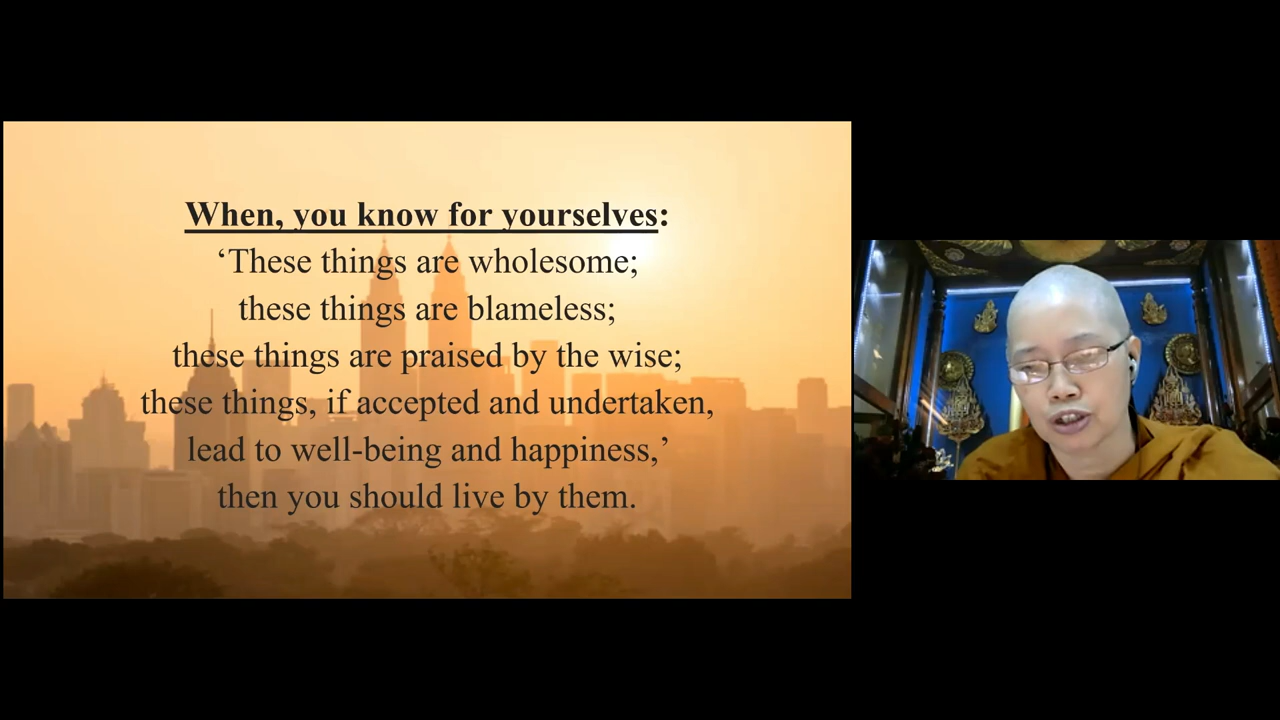 When, you know for yourselves:
‘These things are wholesome;
these things are blameless;
these things are praised by the wise;
these things, if accepted and undertaken,
lead to well-being and happiness,’
then you should live by them.